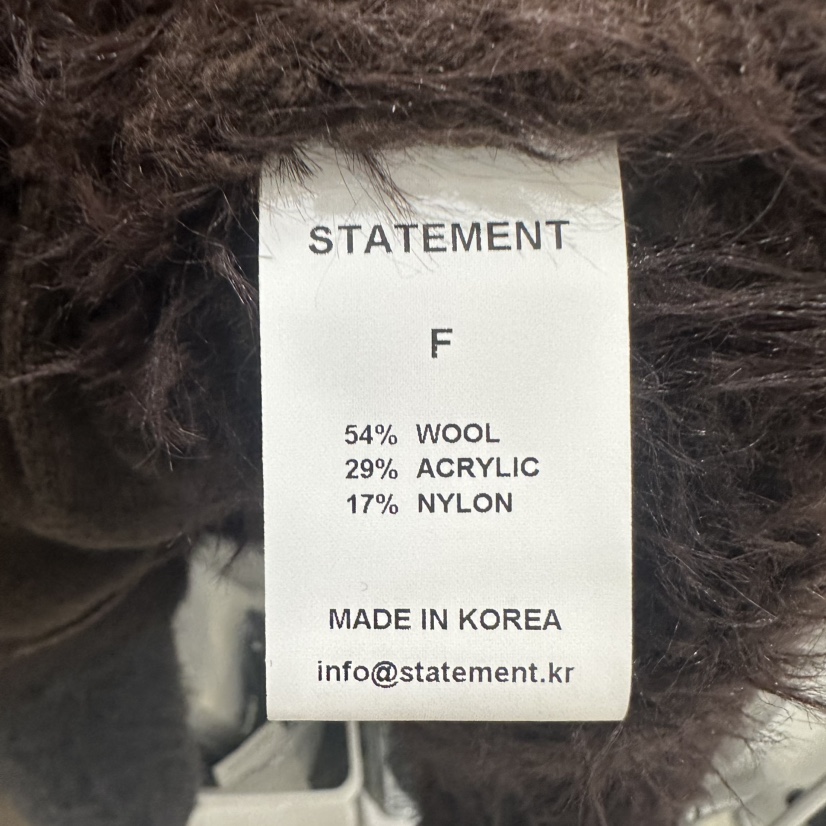 STATEMENT
F
54% WOOL
29% ACRYLIC
17% NYLON
MADE IN KOREA
info@statement.kr